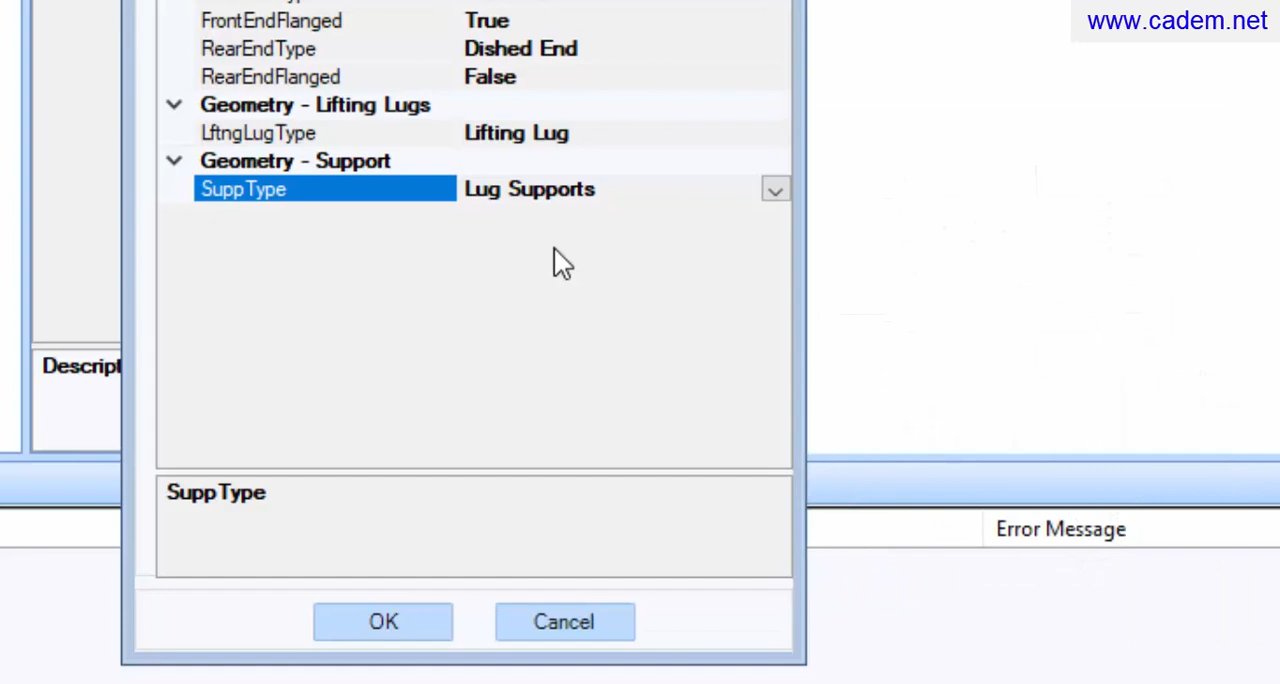 www.cadem.net
FrontEndFlanged True
RearEndType Dished End
RearEndFlanged False
Geometry - Lifting Lugs
LftngLugType Lifting Lug
Geometry - Support
SuppType Lug Supports
Descript
SuppType
Error Message
OK Cancel